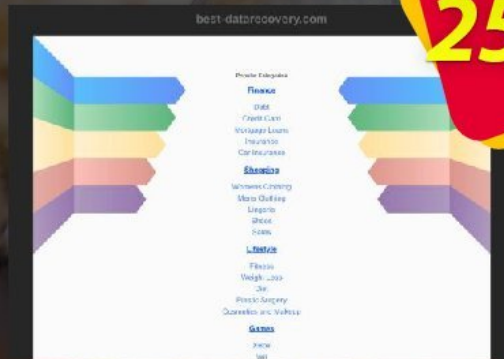 best-datarecovery.com
25
Popular Categories
Finance
Debt
Credit Card
Mortgage Loans
Insurance
Car Insurance
Shopping
Womens Clothing
Mens Clothing
Lingerie
Shoes
Lifestyle
Fitness
Weight Loss
Diet
Plastic Surgery
Cosmetics and Makeup
Games